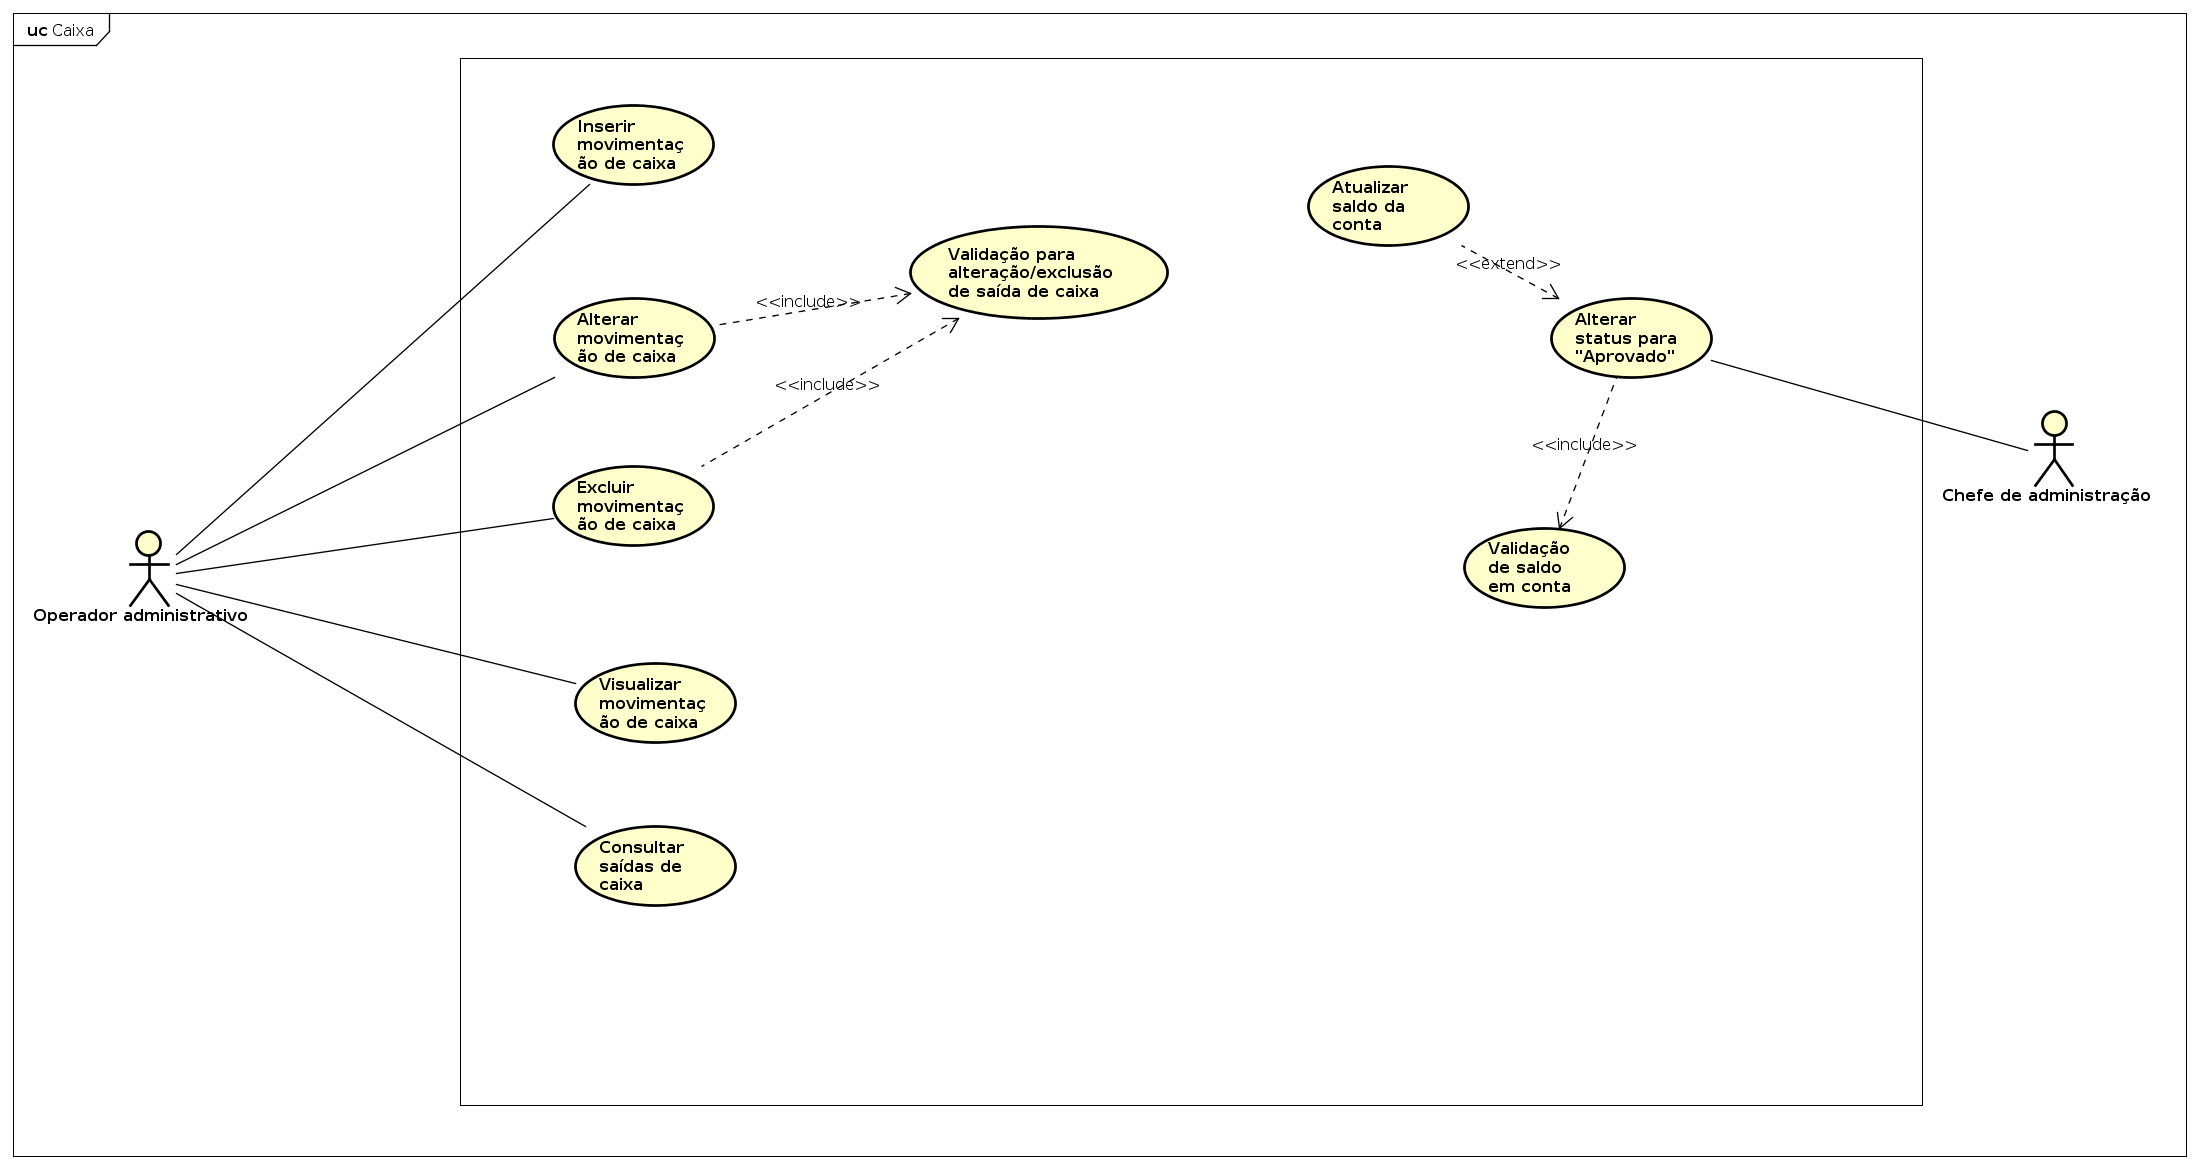 uc Caixa
Inserir
movimentaç
ão de caixa
Atualizar
saldo da
conta
Validação para
alteração/exclusão
de saída de caixa
<<extend>>
<<include>>
Alterar
movimentaç
ão de caixa
Alterar
status para
"Aprovado"
<<include>>
<<include>>
Excluir
movimentaç
ão de caixa
Chefe de administração
Validação
de saldo
em conta
Operador administrativo
Visualizar
movimentaç
ão de caixa
Consultar
saídas de
caixa